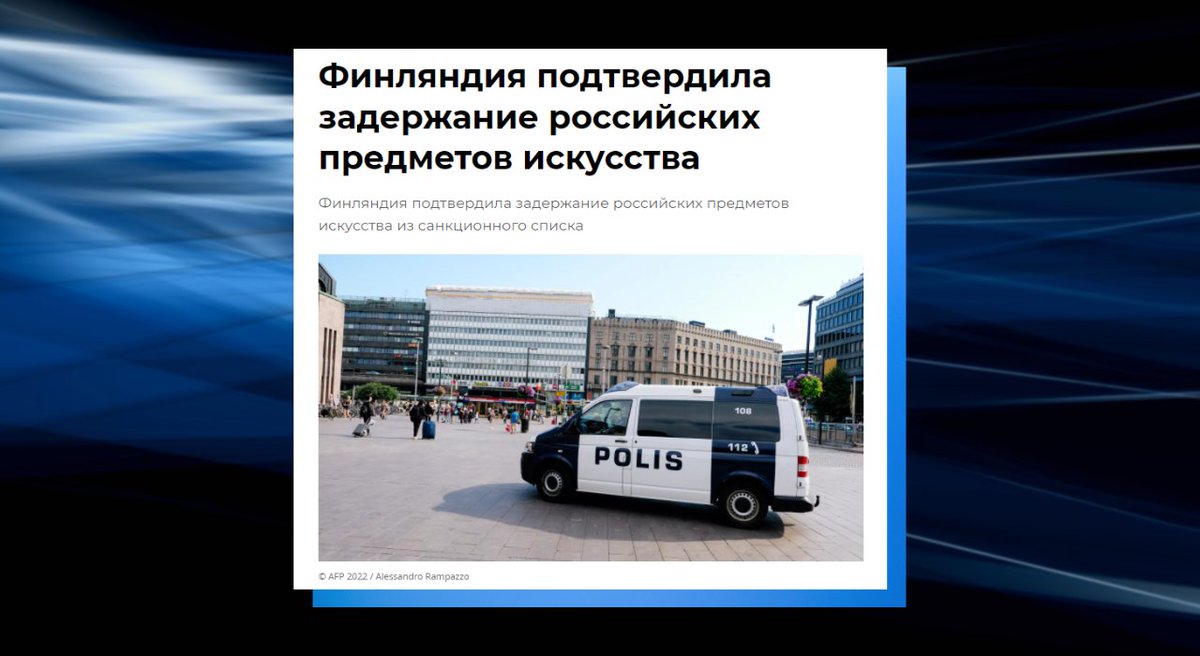 Финляндия подтвердила
задержание российских
предметов искусства
Финляндия подтвердила задержание российских предметов
искусства из санкционного списка
108
112
POLIS
© AFP 2022 / Alessandro Rampazzo